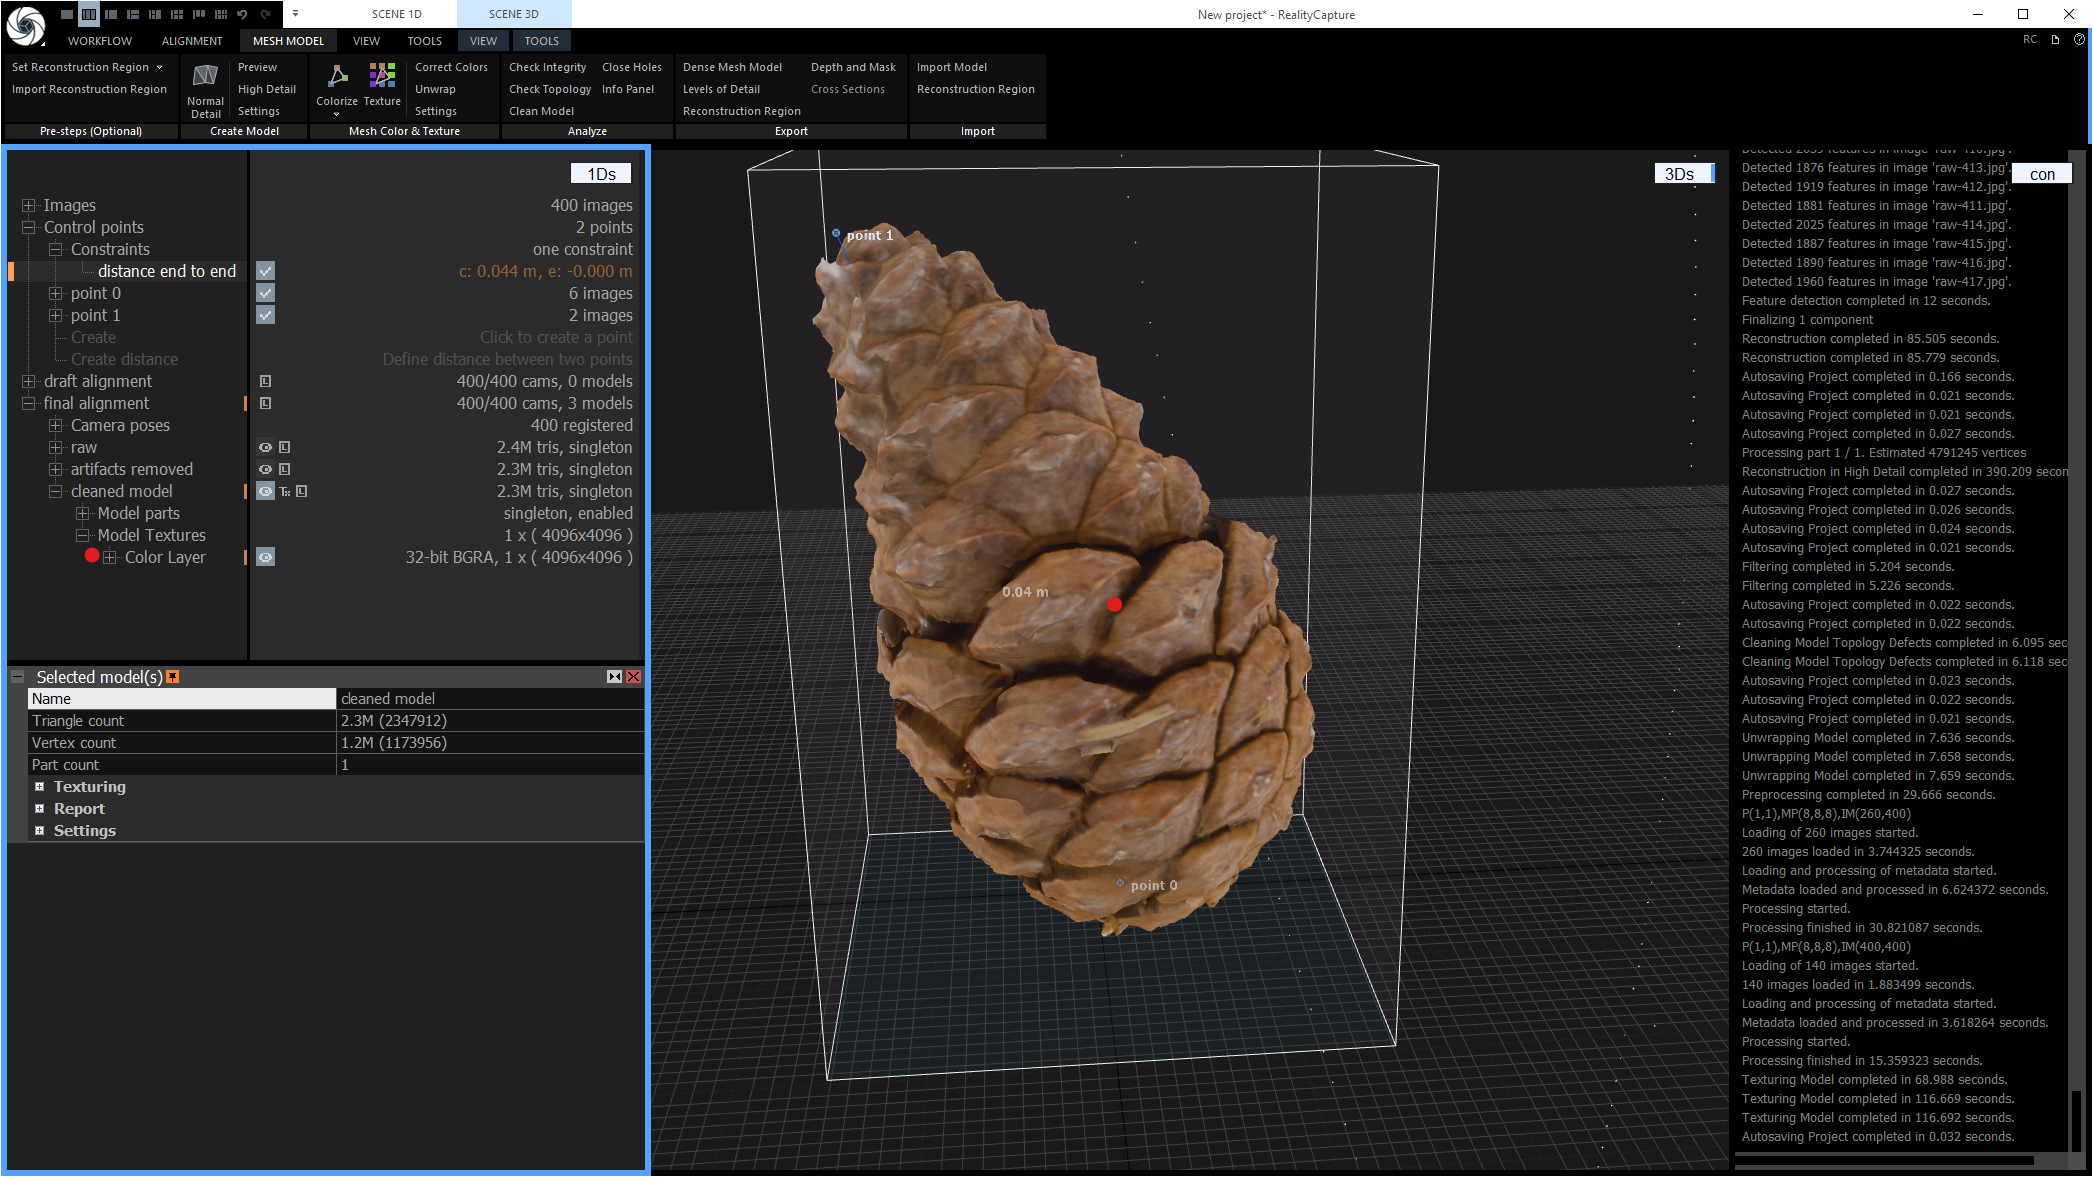 SCENE 1D
SCENE 3D
New project* - RealityCapture
WORKFLOW
ALIGNMENT
MESH MODEL
VIEW
TOOLS
VIEW
TOOLS
RC
Set Reconstruction Region
Import Reconstruction Region
Pre-steps (Optional)
Normal Detail
Preview
High Detail
Settings
Create Model
Colorize
Texture
Correct Colors
Unwrap
Settings
Mesh Color & Texture
Check Integrity
Check Topology
Clean Model
Close Holes
Info Panel
Analyze
Dense Mesh Model
Levels of Detail
Reconstruction Region
Depth and Mask
Cross Sections
Export
Import Model
Reconstruction Region
Import
1Ds
Images 400 images
Control points 2 points
Constraints one constraint
distance end to end c: 0.044 m, e: -0.000 m
point 0 6 images
point 1 2 images
Create Click to create a point
Create distance Define distance between two points
draft alignment 400/400 cams, 0 models
final alignment 400/400 cams, 3 models
Camera poses 400 registered
raw 2.4M tris, singleton
artifacts removed 2.3M tris, singleton
cleaned model 2.3M tris, singleton
Model parts singleton, enabled
Model Textures 1 x ( 4096x4096 )
Color Layer 32-bit BGRA, 1 x ( 4096x4096 )
Selected model(s)
Name cleaned model
Triangle count 2.3M (2347912)
Vertex count 1.2M (1173956)
Part count 1
Texturing
Report
Settings
3Ds
point 1
0.04 m
point 0
con
Detected 1876 features in image 'raw-413.jpg'.
Detected 1919 features in image 'raw-412.jpg'.
Detected 1881 features in image 'raw-411.jpg'.
Detected 2025 features in image 'raw-414.jpg'.
Detected 1887 features in image 'raw-415.jpg'.
Detected 1890 features in image 'raw-416.jpg'.
Detected 1960 features in image 'raw-417.jpg'.
Feature detection completed in 12 seconds.
Finalizing 1 component
Reconstruction completed in 85.505 seconds.
Reconstruction completed in 85.779 seconds.
Autosaving Project completed in 0.166 seconds.
Autosaving Project completed in 0.021 seconds.
Autosaving Project completed in 0.021 seconds.
Autosaving Project completed in 0.027 seconds.
Processing part 1 / 1. Estimated 4791245 vertices
Reconstruction in High Detail completed in 390.209 secon
Autosaving Project completed in 0.027 seconds.
Autosaving Project completed in 0.026 seconds.
Autosaving Project completed in 0.024 seconds.
Autosaving Project completed in 0.021 seconds.
Filtering completed in 5.204 seconds.
Filtering completed in 5.226 seconds.
Autosaving Project completed in 0.022 seconds.
Autosaving Project completed in 0.022 seconds.
Cleaning Model Topology Defects completed in 6.095 sec
Cleaning Model Topology Defects completed in 6.118 sec
Autosaving Project completed in 0.023 seconds.
Autosaving Project completed in 0.022 seconds.
Autosaving Project completed in 0.021 seconds.
Unwrapping Model completed in 7.636 seconds.
Unwrapping Model completed in 7.658 seconds.
Unwrapping Model completed in 7.659 seconds.
Preprocessing completed in 29.666 seconds.
P(1,1),MP(8,8,8),IM(260,400)
Loading of 260 images started.
260 images loaded in 3.744325 seconds.
Loading and processing of metadata started.
Metadata loaded and processed in 6.624372 seconds.
Processing started.
Processing finished in 30.821087 seconds.
P(1,1),MP(8,8,8),IM(400,400)
Loading of 140 images started.
140 images loaded in 1.883499 seconds.
Loading and processing of metadata started.
Metadata loaded and processed in 3.618264 seconds.
Processing started.
Processing finished in 15.359323 seconds.
Texturing Model completed in 68.988 seconds.
Texturing Model completed in 116.669 seconds.
Texturing Model completed in 116.692 seconds.
Autosaving Project completed in 0.032 seconds.